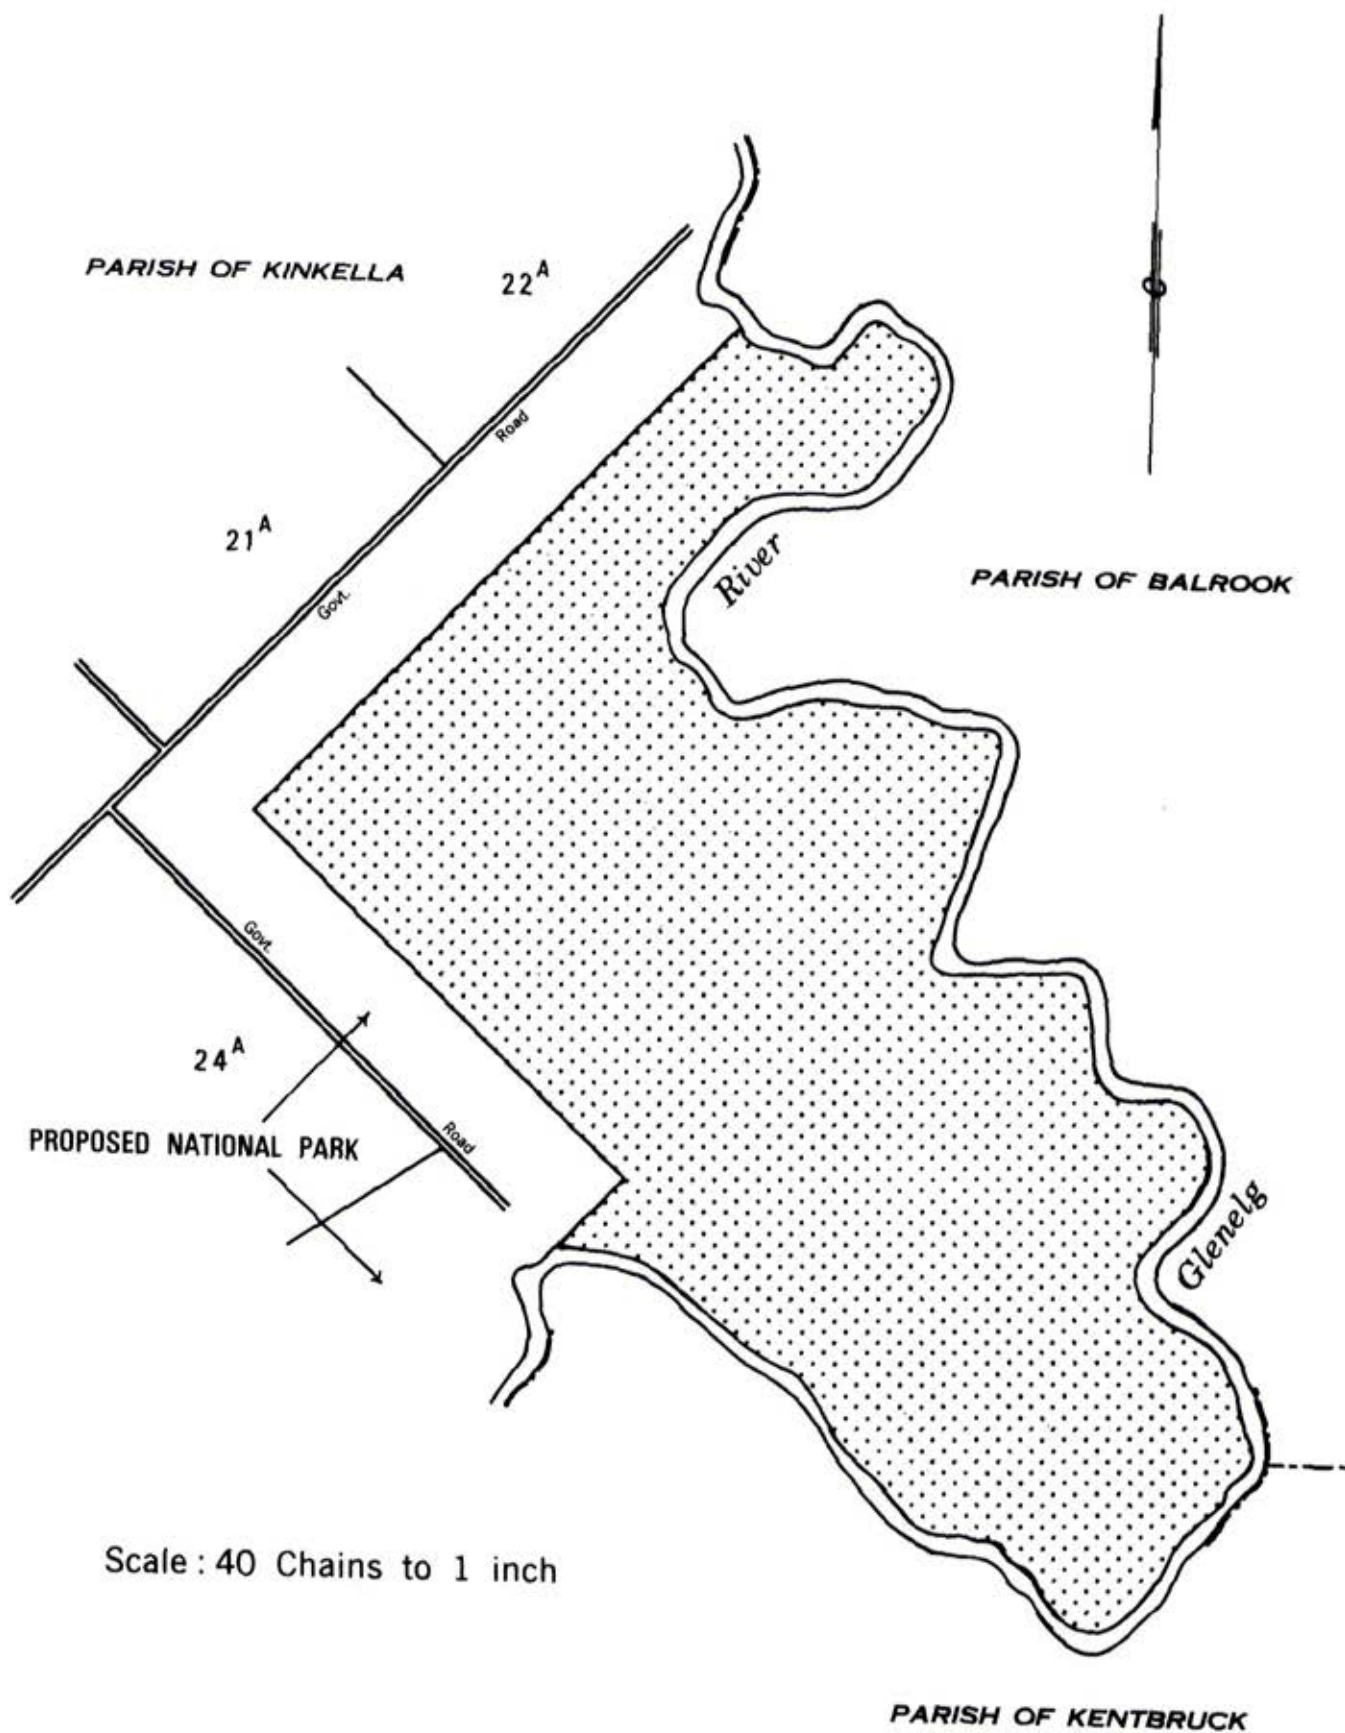 PARISH OF KINKELLA
22A
Road
21A
Govt.
River
PARISH OF BALROOK
Govt.
24A
PROPOSED NATIONAL PARK
Road
Glenelg
Scale : 40 Chains to 1 inch
PARISH OF KENTBRUCK